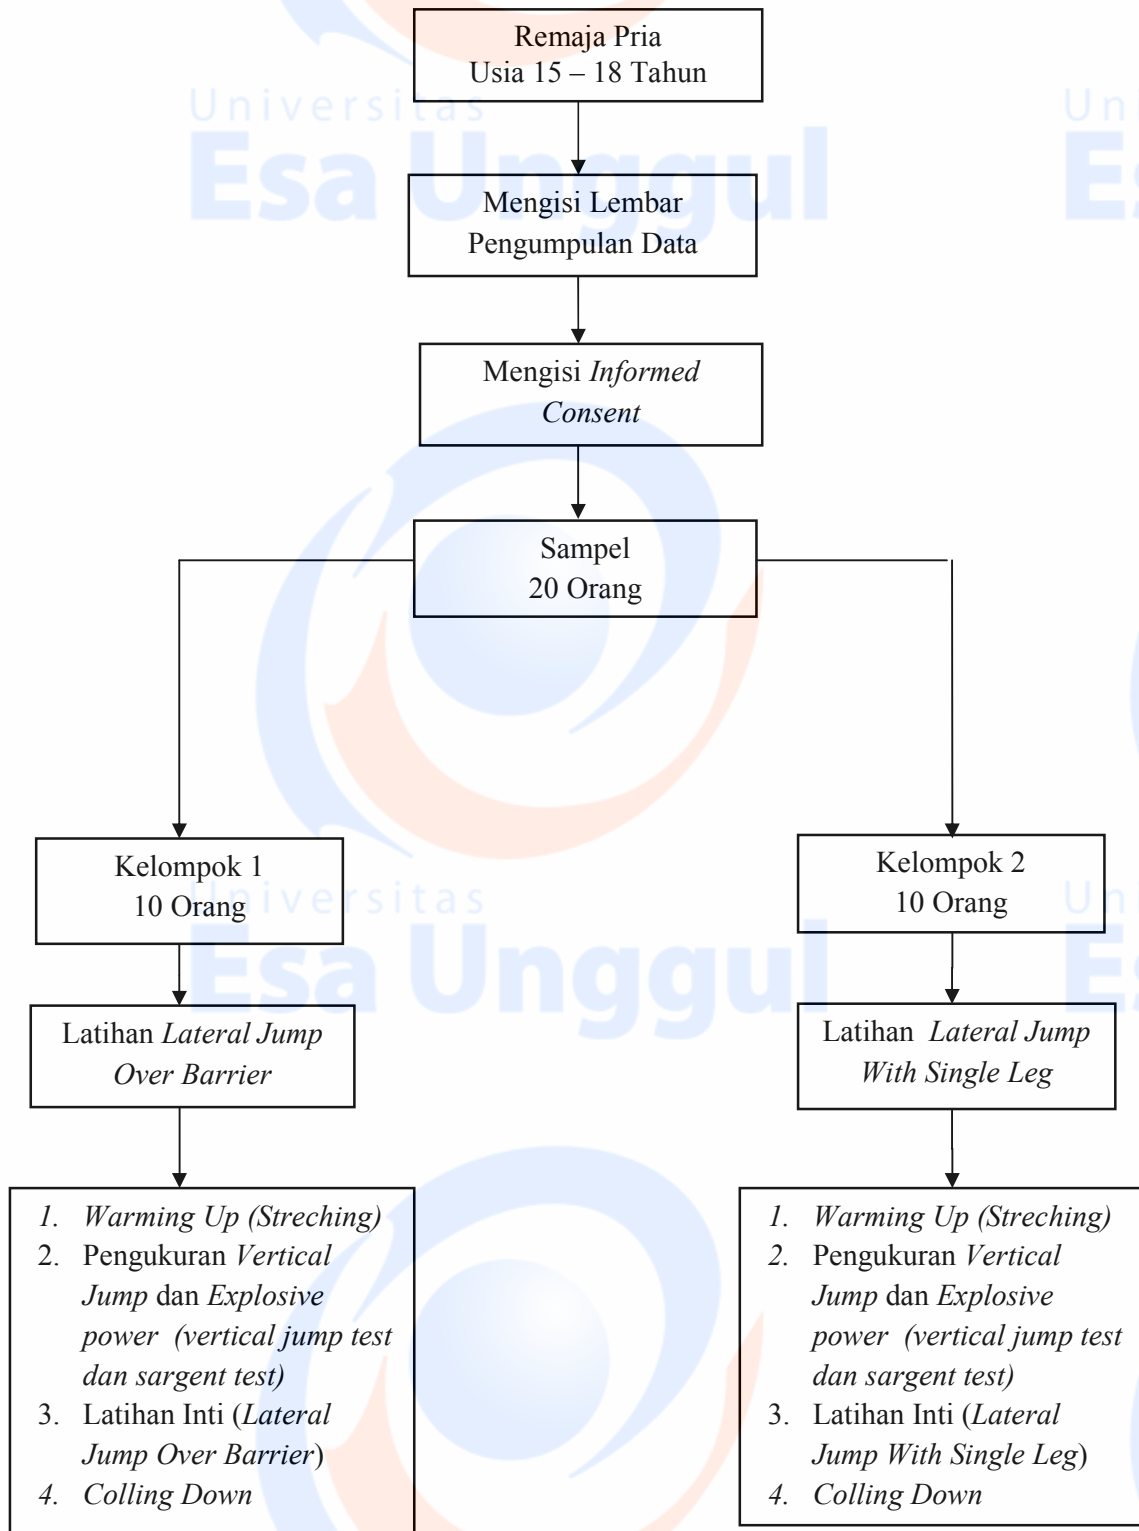 Remaja Pria
Usia 15 – 18 Tahun
Universitas
Esa Unggul
Uni
Es
Mengisi Lembar
Pengumpulan Data
Mengisi Informed
Consent
Sampel
20 Orang
Kelompok 1
10 Orang
Kelompok 2
10 Orang
Universitas
Esa Unggul
Uni
Es
Latihan Lateral Jump
Over Barrier
Latihan Lateral Jump
With Single Leg
1. Warming Up (Streching)
2. Pengukuran Vertical
Jump dan Explosive
power (vertical jump test
dan sargent test)
3. Latihan Inti (Lateral
Jump Over Barrier)
4. Colling Down
1. Warming Up (Streching)
2. Pengukuran Vertical
Jump dan Explosive
power (vertical jump test
dan sargent test)
3. Latihan Inti (Lateral
Jump With Single Leg)
4. Colling Down